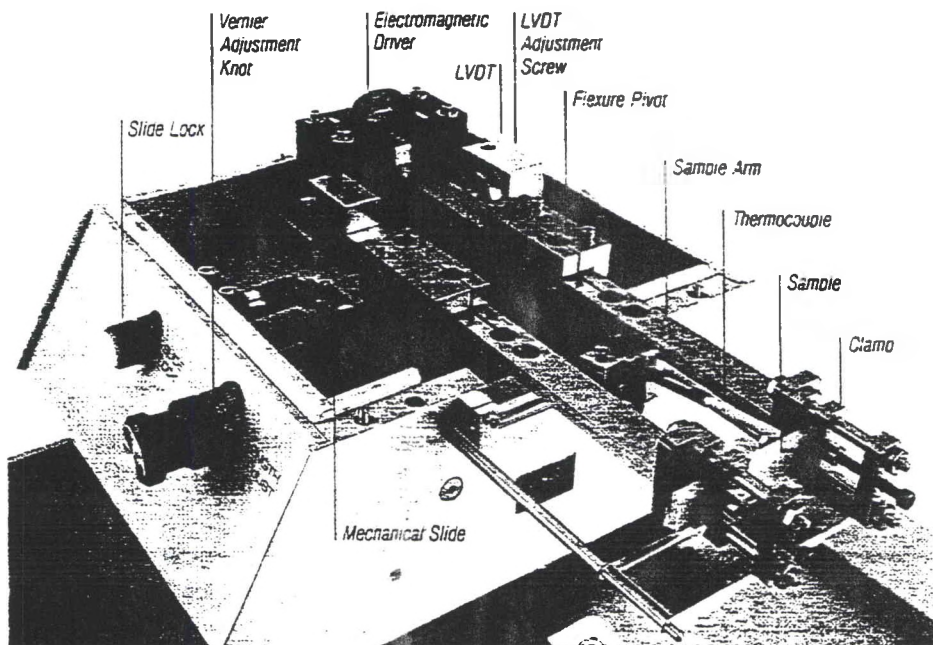 Vernier
Adjustment
Knot
Electromagnetic
Driver
LVDT
Adjustment
Screw
LVDT
Flexure Pivot
Slide Lock
Sample Arm
Thermocouple
Sample
Clamp
Mechanical Slide